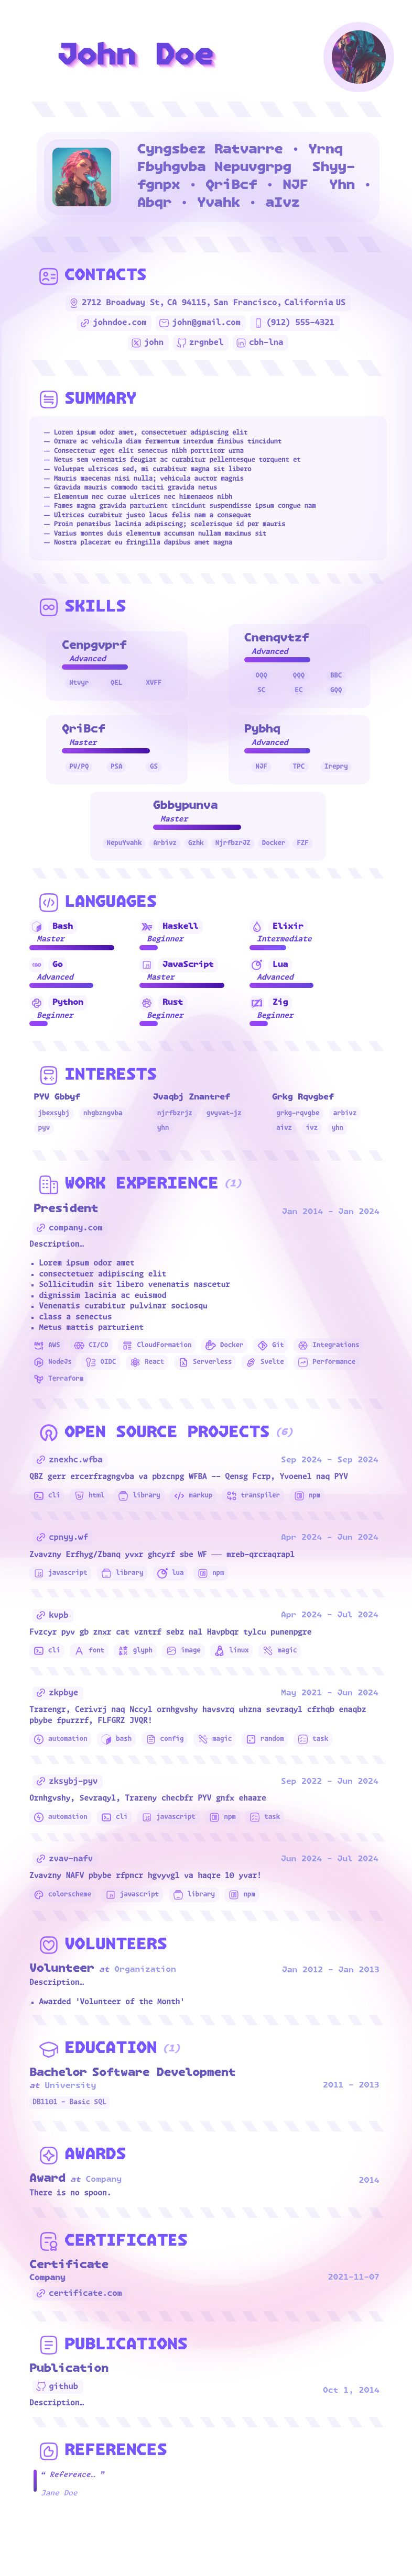 John Doe
Cyngsbez Ratvarre • Yrnq
Fbyhgvba Nepuvgrpg Shyy-
fgnpx • QriBcf • NJF Yhn •
Abqr • Yvahk • aIvz
CONTACTS
2712 Broadway St, CA 94115, San Francisco, California US
johndoe.com john@gmail.com (912) 555-4321
john zrgnbel cbh-lna
SUMMARY
— Lorem ipsum odor amet, consectetuer adipiscing elit
— Ornare ac vehicula diam fermentum interdum finibus tincidunt
— Consectetur eget elit senectus nibh porttitor urna
— Netus sem venenatis feugiat ac curabitur pellentesque torquent et
— Volutpat ultrices sed, mi curabitur magna sit libero
— Mauris maecenas nisi nulla; vehicula auctor magnis
— Gravida mauris commodo taciti gravida netus
— Elementum nec curae ultrices nec himenaeos nibh
— Fames magna gravida parturient tincidunt suspendisse ipsum congue nam
— Ultrices curabitur justo lacus felis nam a consequat
— Proin penatibus lacinia adipiscing; scelerisque id per mauris
— Varius montes duis elementum accumsan nullam maximus sit
— Nostra placerat eu fringilla dapibus amet magna
SKILLS
Cenpgvprf
Advanced
Ntvyr QEL XVFF
Cnenqvtzf
Advanced
OQQ QQQ BBC
SC EC GQQ
QriBcf
Master
PV/PQ PSA GS
Pybhq
Advanced
NJF TPC Irepry
Gbbypunva
Master
NepuYvahk Arbivz Gzhk NjrfbzrJZ Docker FZF
LANGUAGES
Bash Haskell Elixir
Master Beginner Intermediate
Go JavaScript Lua
Advanced Master Advanced
Python Rust Zig
Beginner Beginner Beginner
INTERESTS
PYV Gbbyf Jvaqbj Znantref Grkg Rqvgbef
jbexsybj nhgbzngvba njrfbzrjz gvyvat-jz grkg-rqvgbe arbivz
pyv yhn aivz ivz yhn
WORK EXPERIENCE (1)
President Jan 2014 - Jan 2024
company.com
Description…
• Lorem ipsum odor amet
• consectetuer adipiscing elit
• Sollicitudin sit libero venenatis nascetur
• dignissim lacinia ac euismod
• Venenatis curabitur pulvinar sociosqu
• class a senectus
• Metus mattis parturient
AWS CI/CD CloudFormation Docker Git Integrations
NodeJs OIDC React Serverless Svelte Performance
Terraform
OPEN SOURCE PROJECTS (6)
znexhc.wfba Sep 2024 - Sep 2024
QBZ gerr ercerfragngvba va pbzcnpg WFBA -- Qensg Fcrp, Yvoenel naq PYV
cli html library markup transpiler npm
cpnyy.wf Apr 2024 - Jun 2024
Zvavzny Erfhyg/Zbanq yvxr ghcyrf sbe WF —— mreb-qrcraqrapl
javascript library lua npm
kvpb Apr 2024 - Jul 2024
Fvzcyr pyv gb znxr cat vzntrf sebz nal Havpbqr tylcu punenpgre
cli font glyph image linux magic
zkpbye May 2021 - Jun 2024
Trarengr, Cerivrj naq Nccyl ornhgvshy havsvrq uhzna sevraqyl cfrhqb enaqbz
pbybe fpurzrf, FLFGRZ JVQR!
automation bash config magic random task
zksybj-pyv Sep 2022 - Jun 2024
Ornhgvshy, Sevraqyl, Trareny checbfr PYV gnfx ehaare
automation cli javascript npm task
zvav-nafv Jun 2024 - Jul 2024
Zvavzny NAFV pbybe rfpncr hgvyvgl va haqre 10 yvar!
colorscheme javascript library npm
VOLUNTEERS
Volunteer at Organization Jan 2012 - Jan 2013
Description…
• Awarded 'Volunteer of the Month'
EDUCATION (1)
Bachelor Software Development
at University 2011 - 2013
DB1101 - Basic SQL
AWARDS
Award at Company 2014
There is no spoon.
CERTIFICATES
Certificate
Company 2021-11-07
certificate.com
PUBLICATIONS
Publication
github Oct 1, 2014
Description…
REFERENCES
“ Reference… ”
Jane Doe